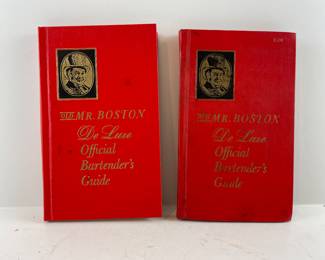 OLD MR. BOSTON
De Luxe
Official
Bartender's
Guide
OLD MR. BOSTON
De Luxe
Official
Bartender's
Guide